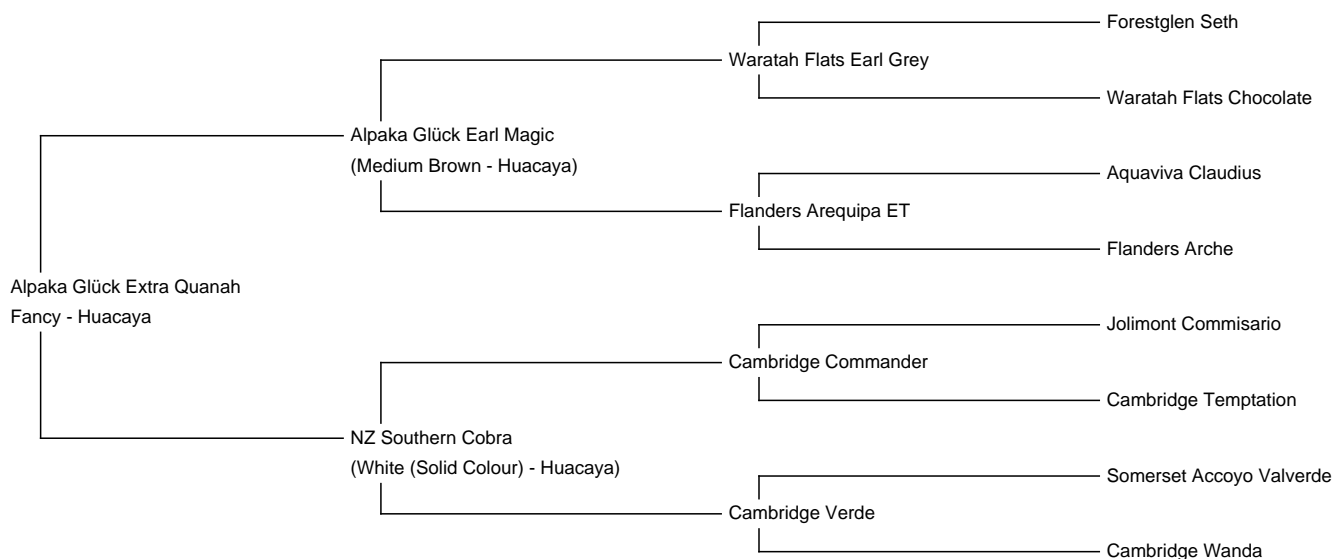 Forestglen Seth
Waratah Flats Earl Grey
Waratah Flats Chocolate
Alpaka Glück Earl Magic
(Medium Brown - Huacaya)
Aquaviva Claudius
Flanders Arequipa ET
Flanders Arche
Alpaka Glück Extra Quanah
Fancy - Huacaya
Jolimont Commisario
Cambridge Commander
Cambridge Temptation
NZ Southern Cobra
(White (Solid Colour) - Huacaya)
Somerset Accoyo Valverde
Cambridge Verde
Cambridge Wanda